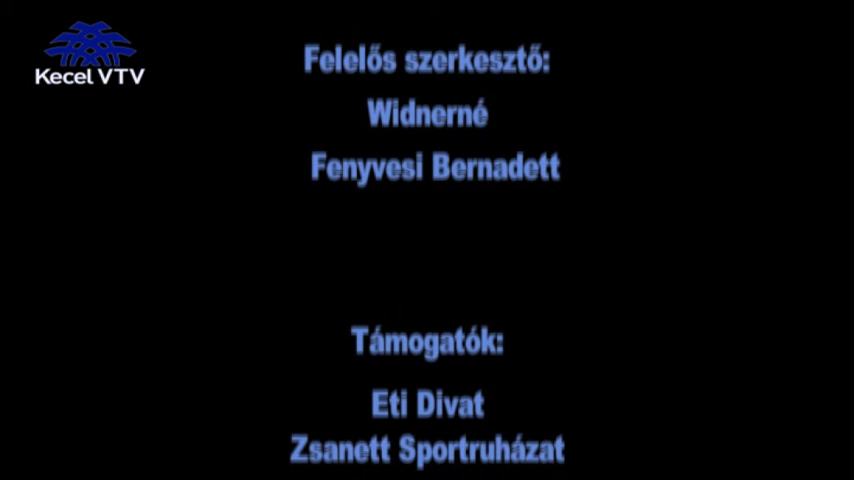 Kecel VTV
Felelős szerkesztő:
Widnerné
Fenyvesi Bernadett
Támogatók:
Eti Divat
Zsanett Sportruházat